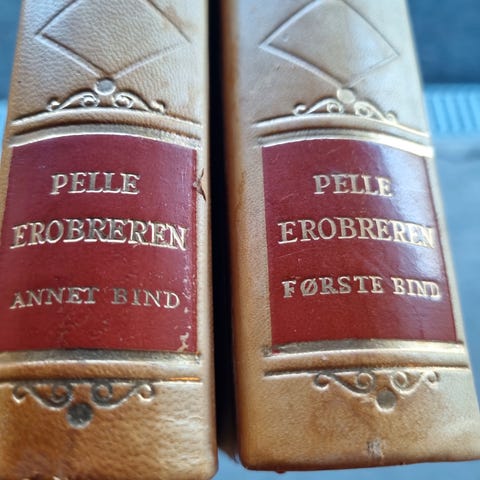 PELLE
EROBREREN
ANNET BIND
PELLE
EROBREREN
FØRSTE BIND